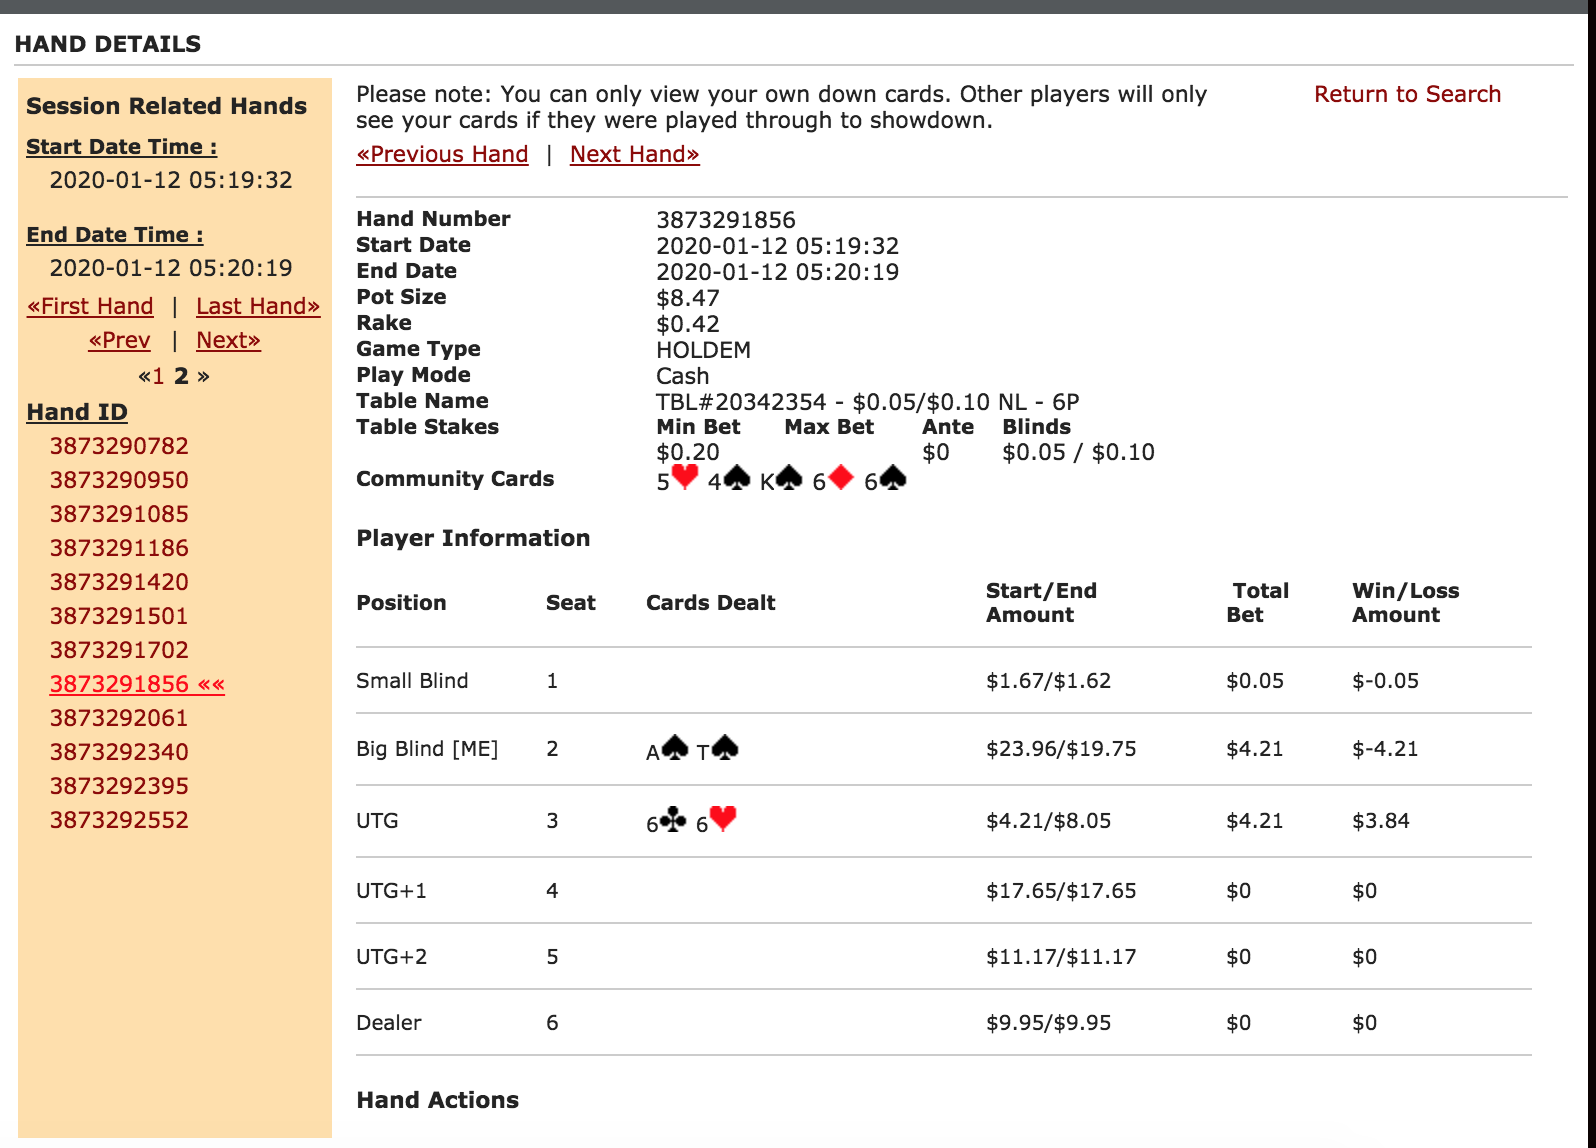 HAND DETAILS
Session Related Hands
Start Date Time :
2020-01-12 05:19:32
End Date Time :
2020-01-12 05:20:19
«First Hand | Last Hand»
«Prev | Next»
«1 2 »
Hand ID
3873290782
3873290950
3873291085
3873291186
3873291420
3873291501
3873291702
3873291856 ««
3873292061
3873292340
3873292395
3873292552
Please note: You can only view your own down cards. Other players will only
see your cards if they were played through to showdown.
Return to Search
«Previous Hand | Next Hand»
Hand Number 3873291856
Start Date 2020-01-12 05:19:32
End Date 2020-01-12 05:20:19
Pot Size $8.47
Rake $0.42
Game Type HOLDEM
Play Mode Cash
Table Name TBL#20342354 - $0.05/$0.10 NL - 6P
Table Stakes Min Bet Max Bet Ante Blinds
$0.20 $0 $0.05 / $0.10
Community Cards 5♥ 4♠ K♠ 6♦ 6♠
Player Information
Position Seat Cards Dealt Start/End Amount Total Bet Win/Loss Amount
Small Blind 1 $1.67/$1.62 $0.05 $-0.05
Big Blind [ME] 2 A♠ T♠ $23.96/$19.75 $4.21 $-4.21
UTG 3 6♣ 6♥ $4.21/$8.05 $4.21 $3.84
UTG+1 4 $17.65/$17.65 $0 $0
UTG+2 5 $11.17/$11.17 $0 $0
Dealer 6 $9.95/$9.95 $0 $0
Hand Actions